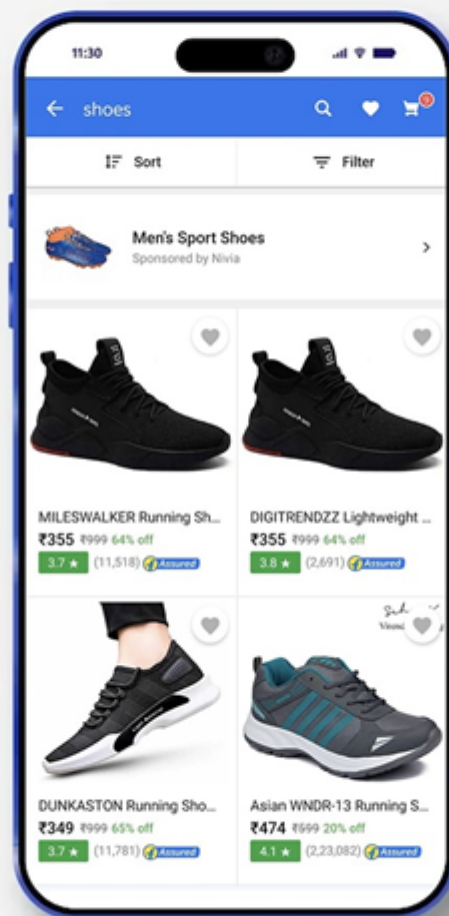 11:30
shoes
Sort
Filter
Men's Sport Shoes
Sponsored by Nivia
MILESWALKER Running Sh...
₹355 ₹999 64% off
3.7 ★ (11,518) Assured
DIGITRENDZZ Lightweight ...
₹355 ₹999 64% off
3.8 ★ (2,691) Assured
DUNKASTON Running Sho...
₹349 ₹999 65% off
3.7 ★ (11,781) Assured
Asian WNDR-13 Running S...
₹474 ₹599 20% off
4.1 ★ (2,23,082) Assured